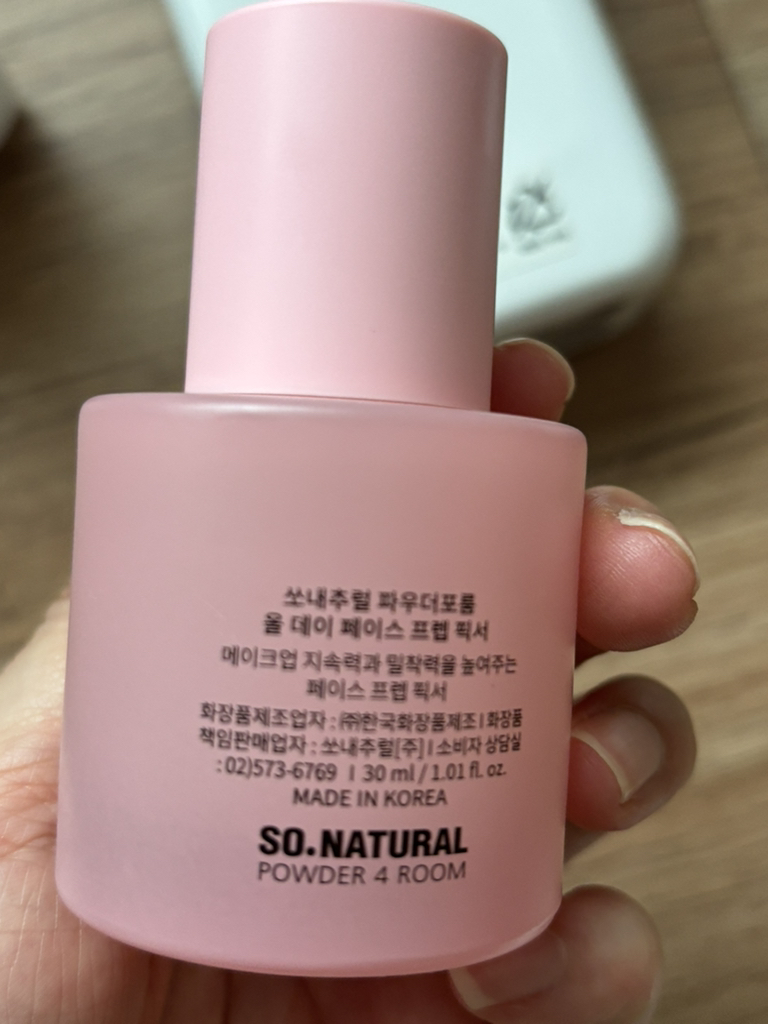 쏘내추럴 파우더포룸
올 데이 페이스 프렙 픽서
메이크업 지속력과 밀착력을 높여주는
페이스 프렙 픽서
화장품제조업자 : ㈜한국화장품제조 | 화장품
책임판매업자 : 쏘내추럴[주] | 소비자 상담실
: 02)573-6769 | 30 ml / 1.01 fl. oz.
MADE IN KOREA
SO.NATURAL
POWDER 4 ROOM